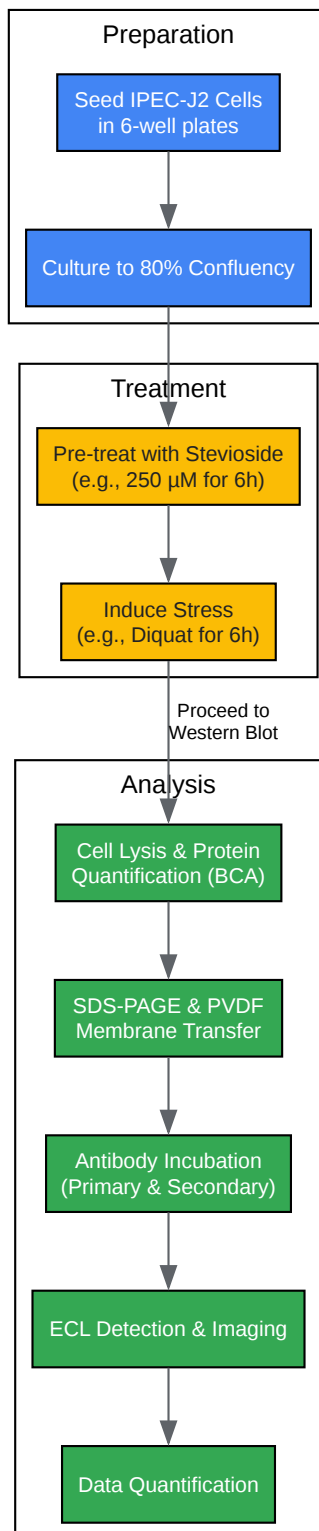 Preparation
Seed IPEC-J2 Cells
in 6-well plates
Culture to 80% Confluency
Treatment
Pre-treat with Stevioside
(e.g., 250 µM for 6h)
Induce Stress
(e.g., Diquat for 6h)
Proceed to
Western Blot
Analysis
Cell Lysis & Protein
Quantification (BCA)
SDS-PAGE & PVDF
Membrane Transfer
Antibody Incubation
(Primary & Secondary)
ECL Detection & Imaging
Data Quantification